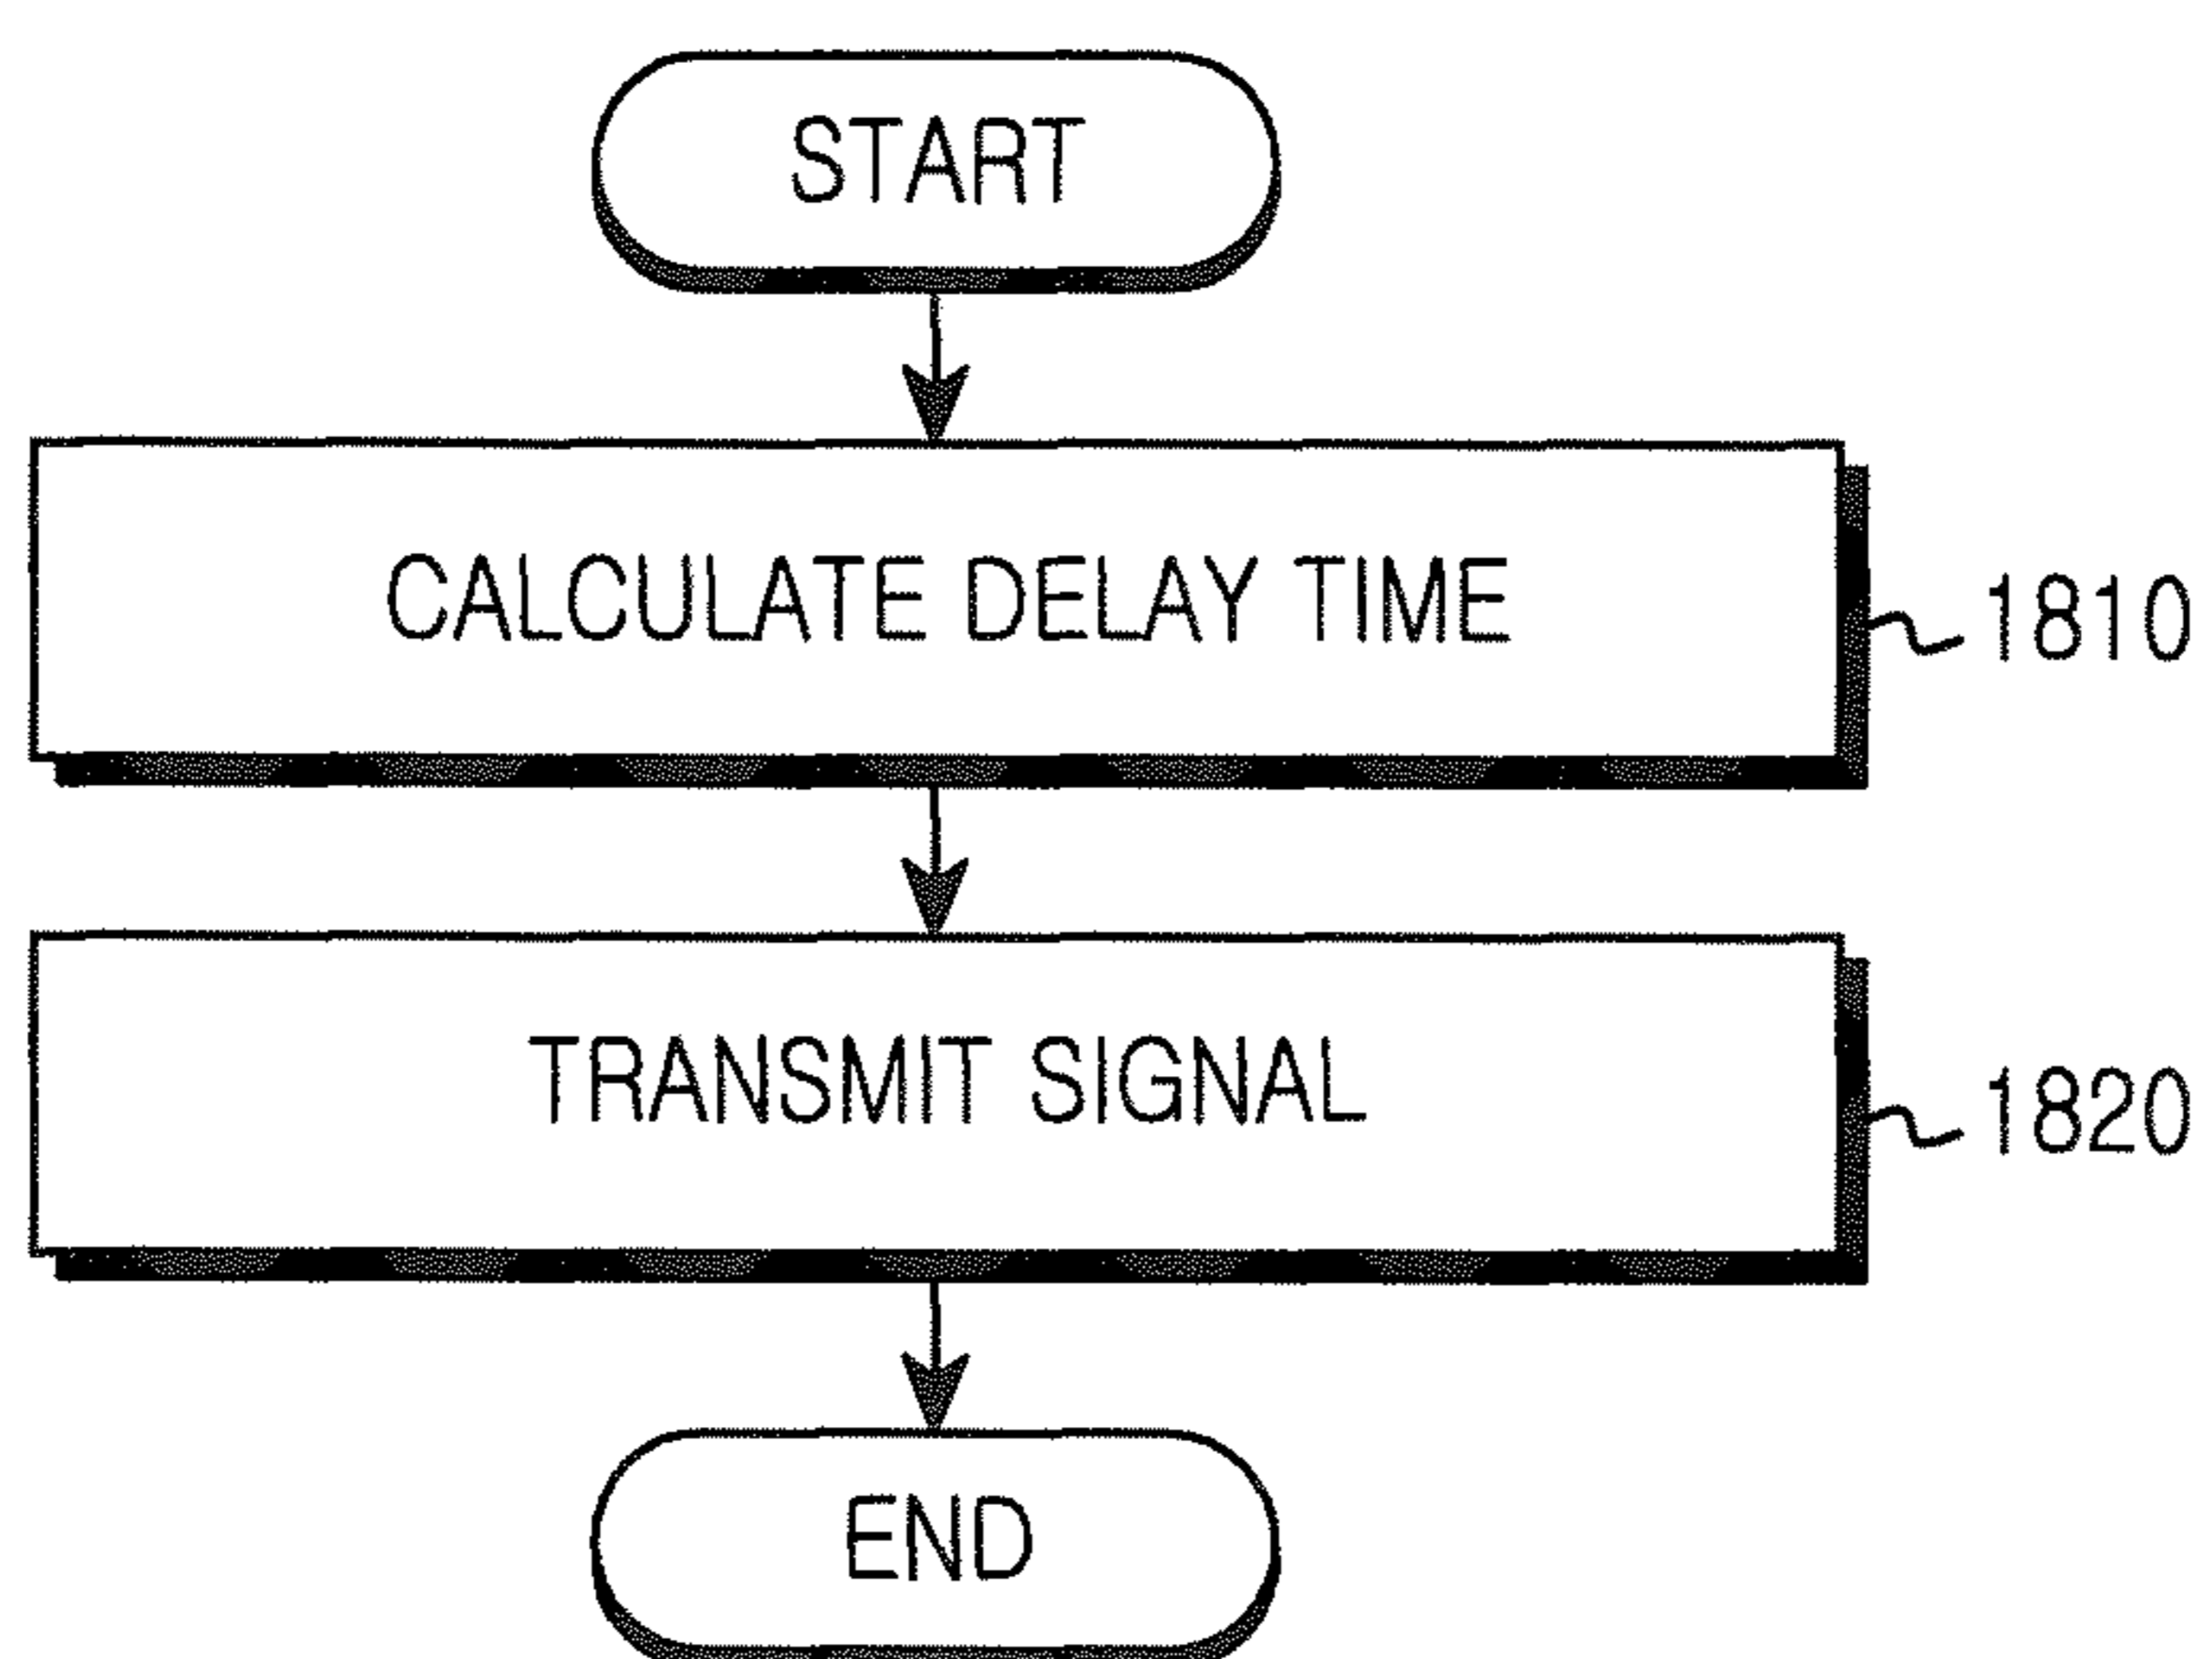 START
CALCULATE DELAY TIME
1810
TRANSMIT SIGNAL
1820
END